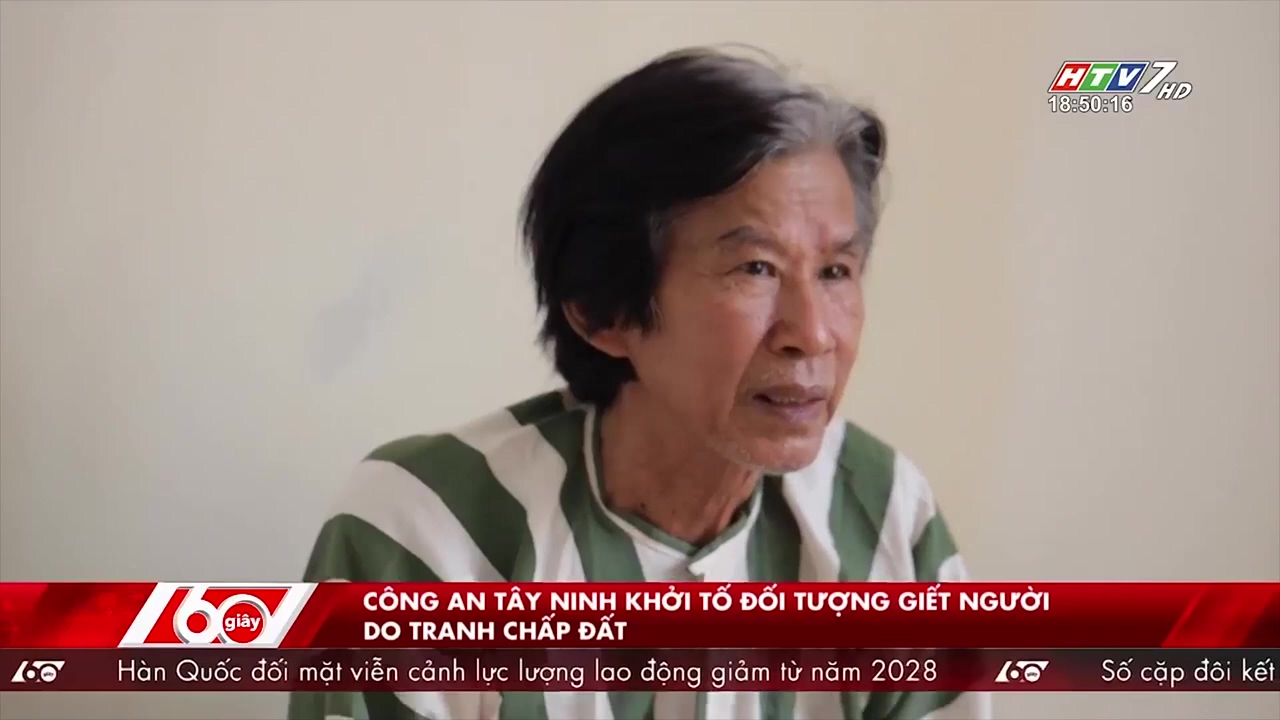 HTV7 HD
18:50:16
60 giây
CÔNG AN TÂY NINH KHỞI TỐ ĐỐI TƯỢNG GIẾT NGƯỜI
DO TRANH CHẤP ĐẤT
60 giây Hàn Quốc đối mặt viễn cảnh lực lượng lao động giảm từ năm 2028 60 giây Số cặp đôi kết